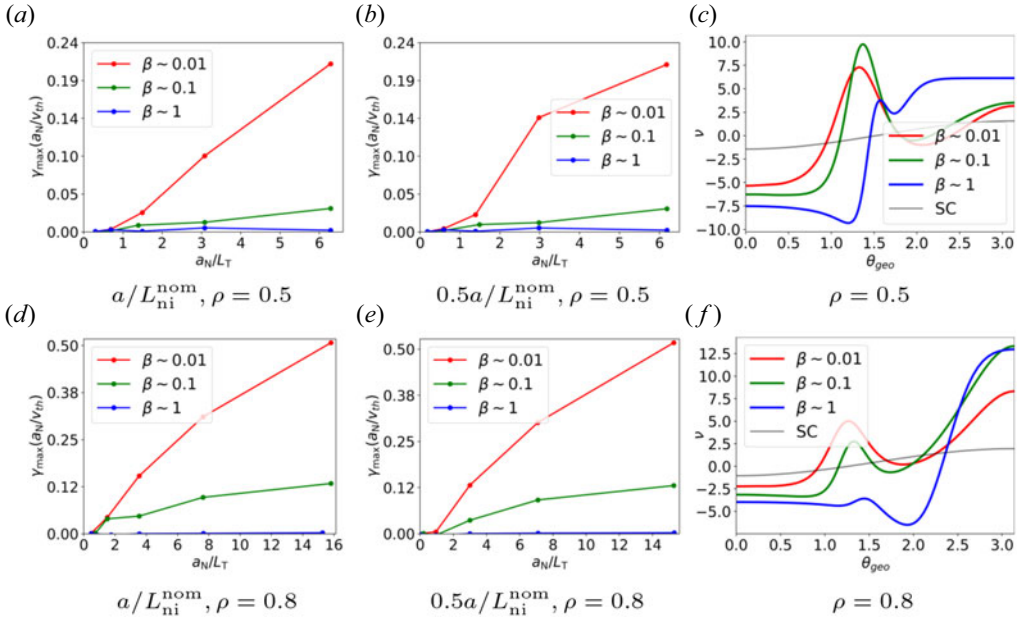 (a)
(b)
(c)
0.24
0.19
0.14
0.10
0.05
0.00
γmax(aN/vth)
β ~ 0.01
β ~ 0.1
β ~ 1
0 1 2 3 4 5 6
aN/LT
a/L_ni^nom, ρ = 0.5
0.24
0.19
0.14
0.10
0.05
0.00
γmax(aN/vth)
β ~ 0.01
β ~ 0.1
β ~ 1
0 1 2 3 4 5 6
aN/LT
0.5a/L_ni^nom, ρ = 0.5
10.0
7.5
5.0
2.5
0.0
−2.5
−5.0
−7.5
−10.0
ν
β ~ 0.01
β ~ 0.1
β ~ 1
SC
0.0 0.5 1.0 1.5 2.0 2.5 3.0
θgeo
ρ = 0.5
(d)
(e)
(f)
0.50
0.38
0.25
0.12
0.00
γmax(aN/vth)
β ~ 0.01
β ~ 0.1
β ~ 1
0 2 4 6 8 10 12 14 16
aN/LT
a/L_ni^nom, ρ = 0.8
0.50
0.38
0.25
0.12
0.00
γmax(aN/vth)
β ~ 0.01
β ~ 0.1
β ~ 1
0 2 4 6 8 10 12 14
aN/LT
0.5a/L_ni^nom, ρ = 0.8
12.5
10.0
7.5
5.0
2.5
0.0
−2.5
−5.0
ν
β ~ 0.01
β ~ 0.1
β ~ 1
SC
0.0 0.5 1.0 1.5 2.0 2.5 3.0
θgeo
ρ = 0.8